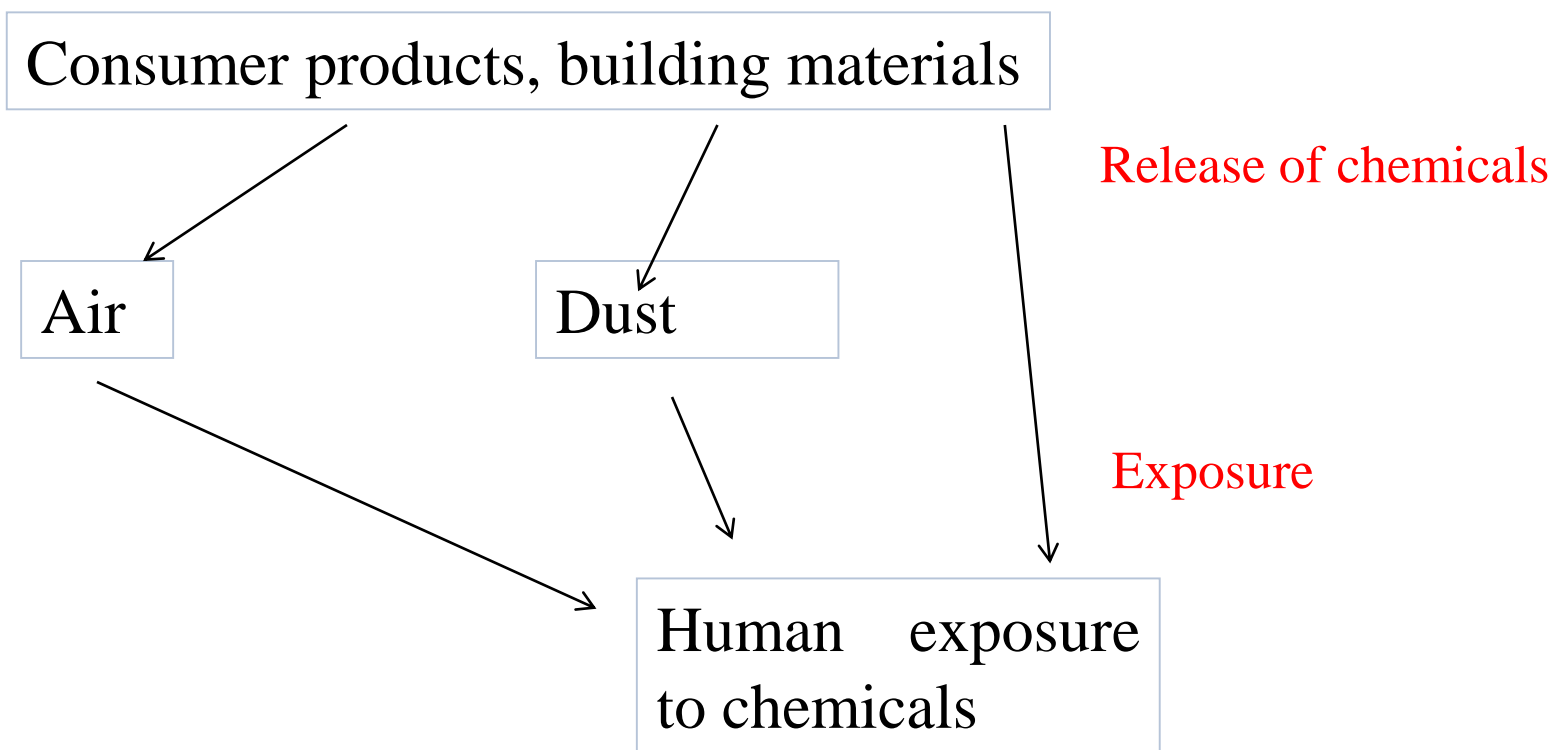 Consumer products, building materials
Release of chemicals
Air
Dust
Exposure
Human exposure
to chemicals